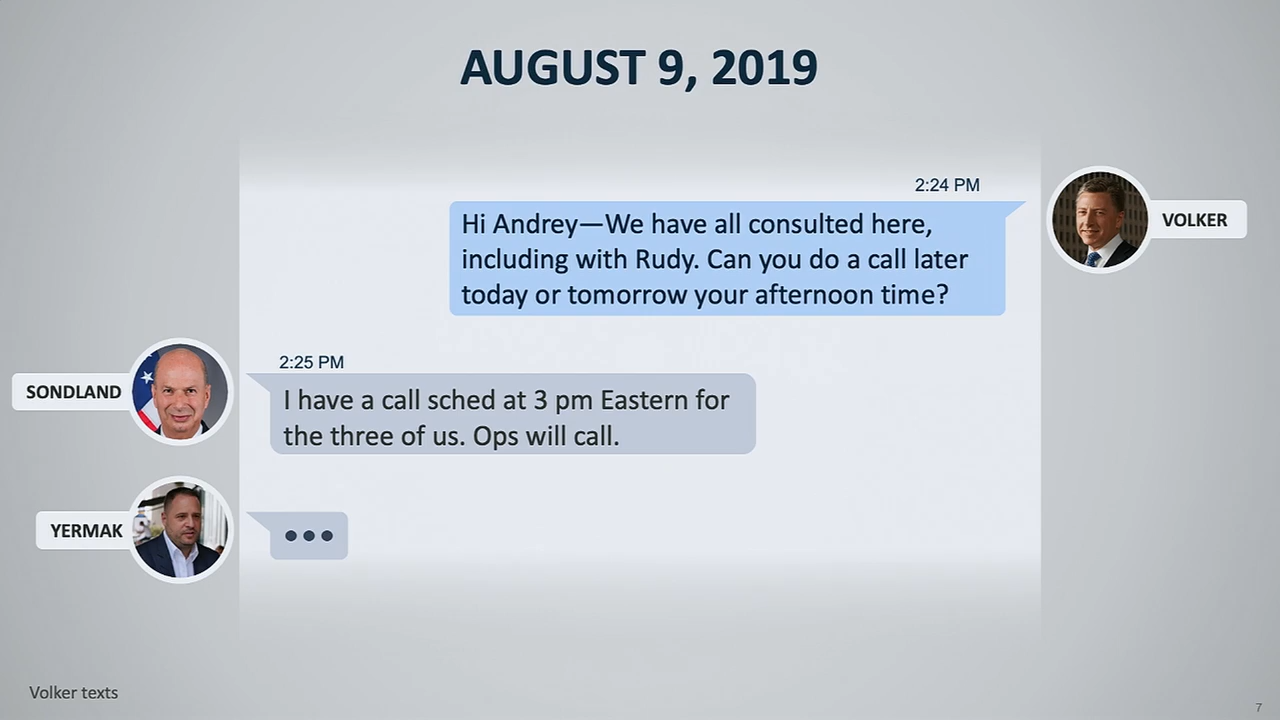 AUGUST 9, 2019
2:24 PM
Hi Andrey—We have all consulted here,
including with Rudy. Can you do a call later
today or tomorrow your afternoon time?
VOLKER
2:25 PM
SONDLAND
I have a call sched at 3 pm Eastern for
the three of us. Ops will call.
YERMAK
•••
Volker texts
7